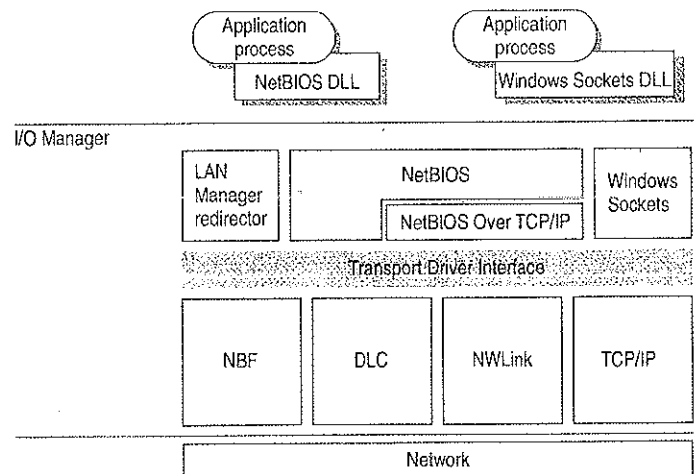 Application
process
NetBIOS DLL
Application
process
Windows Sockets DLL
I/O Manager
LAN
Manager
redirector
NetBIOS
NetBIOS Over TCP/IP
Windows
Sockets
Transport Driver Interface
NBF
DLC
NWLink
TCP/IP
Network